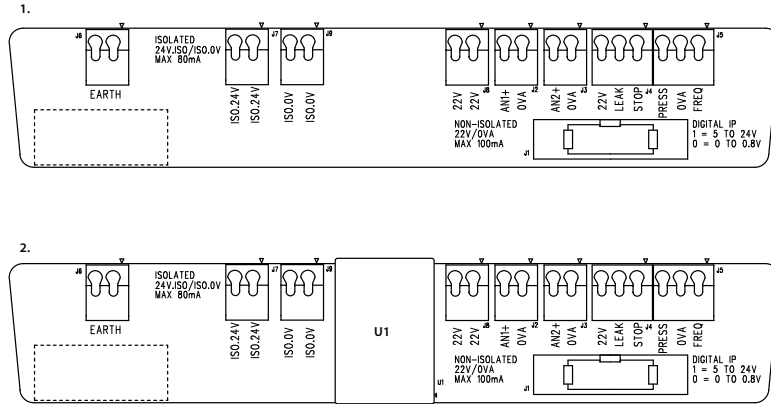 1.
J6
ISOLATED
24V.ISO/ISO.0V
MAX 80mA
J7
J9
J8
J2
J3
J4
J5
EARTH
ISO.24V
ISO.24V
ISO.0V
ISO.0V
22V
22V
AN1+
0VA
AN2+
0VA
22V
LEAK
STOP
PRESS
0VA
FREQ
NON-ISOLATED
22V/0VA
MAX 100mA
J1
DIGITAL IP
1 = 5 TO 24V
0 = 0 TO 0.8V
2.
J6
ISOLATED
24V.ISO/ISO.0V
MAX 80mA
J7
J9
U1
J8
J2
J3
J4
J5
EARTH
ISO.24V
ISO.24V
ISO.0V
ISO.0V
22V
22V
AN1+
0VA
AN2+
0VA
22V
LEAK
STOP
PRESS
0VA
FREQ
U1
NON-ISOLATED
22V/0VA
MAX 100mA
J1
DIGITAL IP
1 = 5 TO 24V
0 = 0 TO 0.8V